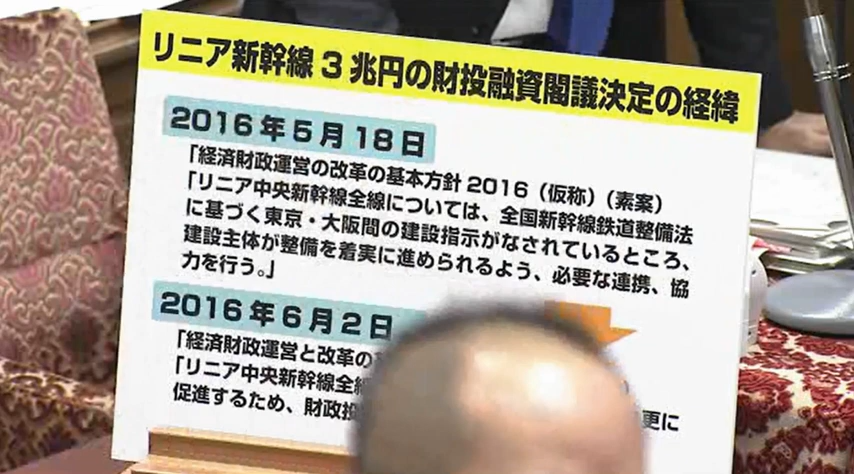 リニア新幹線3兆円の財投融資閣議決定の経緯
2016年5月18日
「経済財政運営の改革の基本方針2016（仮称）（素案）
「リニア中央新幹線全線については、全国新幹線鉄道整備法
に基づく東京・大阪間の建設指示がなされているところ、
建設主体が整備を着実に進められるよう、必要な連携、協
力を行う。」
2016年6月2日
「経済財政運営と改革の
「リニア中央新幹線全線
促進するため、財政投 更に